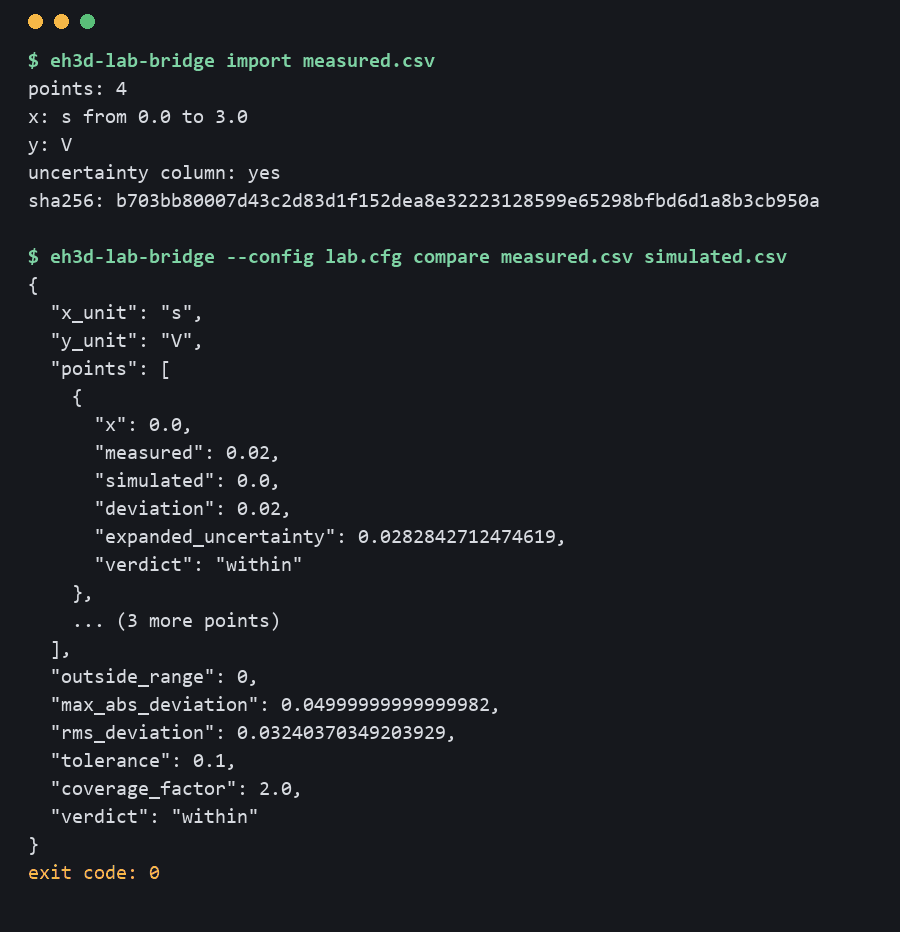 $ eh3d-lab-bridge import measured.csv
points: 4
x: s from 0.0 to 3.0
y: V
uncertainty column: yes
sha256: b703bb80007d43c2d83d1f152dea8e32223128599e65298bfbd6d1a8b3cb950a
$ eh3d-lab-bridge --config lab.cfg compare measured.csv simulated.csv
{
  "x_unit": "s",
  "y_unit": "V",
  "points": [
    {
      "x": 0.0,
      "measured": 0.02,
      "simulated": 0.0,
      "deviation": 0.02,
      "expanded_uncertainty": 0.0282842712474619,
      "verdict": "within"
    },
    ... (3 more points)
  ],
  "outside_range": 0,
  "max_abs_deviation": 0.04999999999999982,
  "rms_deviation": 0.03240370349203929,
  "tolerance": 0.1,
  "coverage_factor": 2.0,
  "verdict": "within"
}
exit code: 0